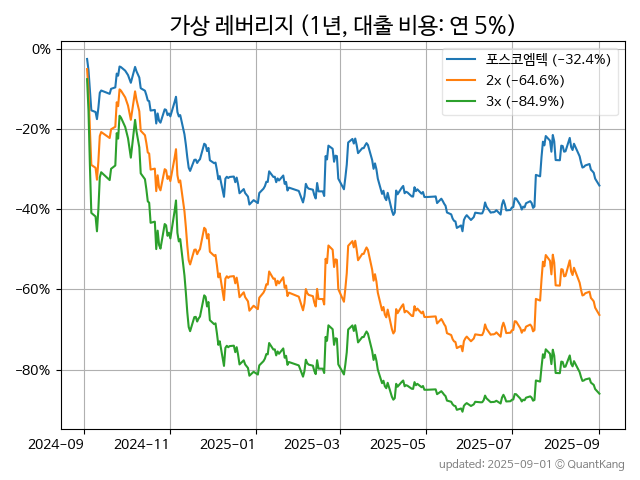 가상 레버리지 (1년, 대출 비용: 연 5%)
포스코엠텍 (−32.4%)
2x (−64.6%)
3x (−84.9%)
0%
−20%
−40%
−60%
−80%
2024-09 2024-11 2025-01 2025-03 2025-05 2025-07 2025-09
updated: 2025-09-01 © QuantKang